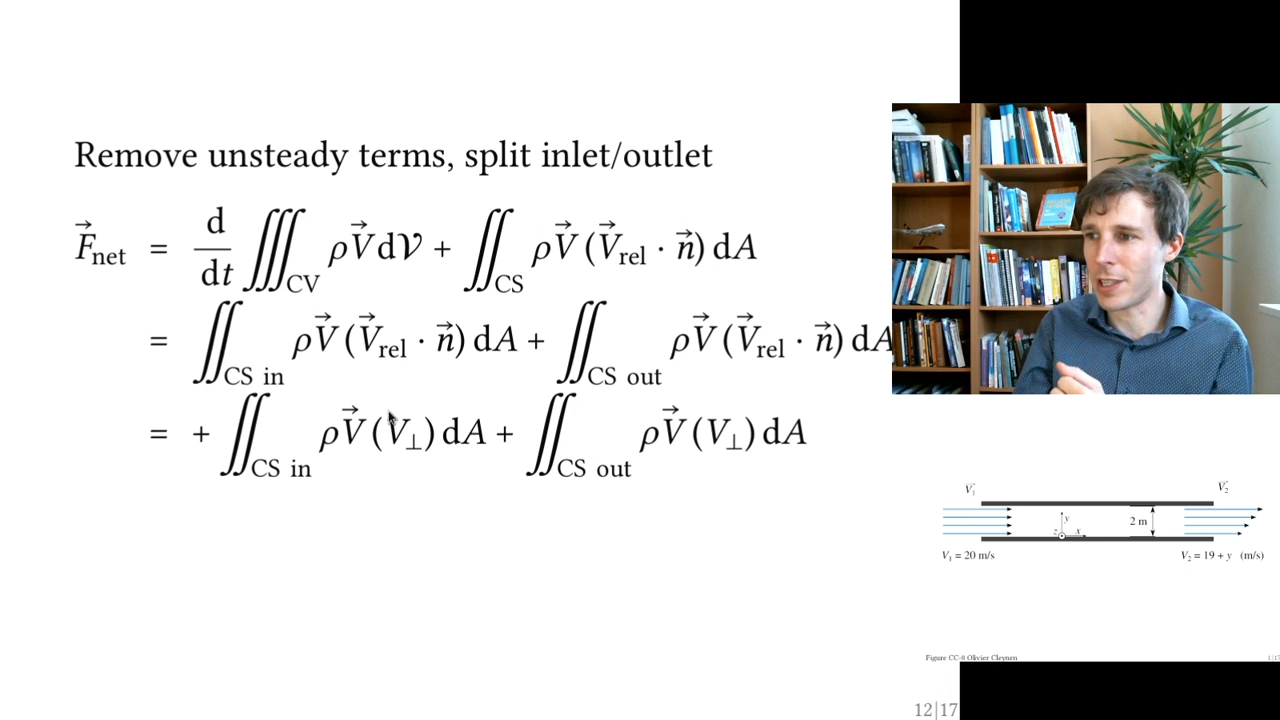 Remove unsteady terms, split inlet/outlet
F⃗net = d/dt ∭CV ρV⃗ d𝒱 + ∬CS ρV⃗ (V⃗rel · n⃗) dA
= ∬CS in ρV⃗ (V⃗rel · n⃗) dA + ∬CS out ρV⃗ (V⃗rel · n⃗) dA
= + ∬CS in ρV⃗ (V⊥) dA + ∬CS out ρV⃗ (V⊥) dA
V⃗1 V⃗2
y 2 m
z x
V1 = 20 m/s V2 = 19 + y (m/s)
Figure CC-0 Olivier Cleynen
12|17